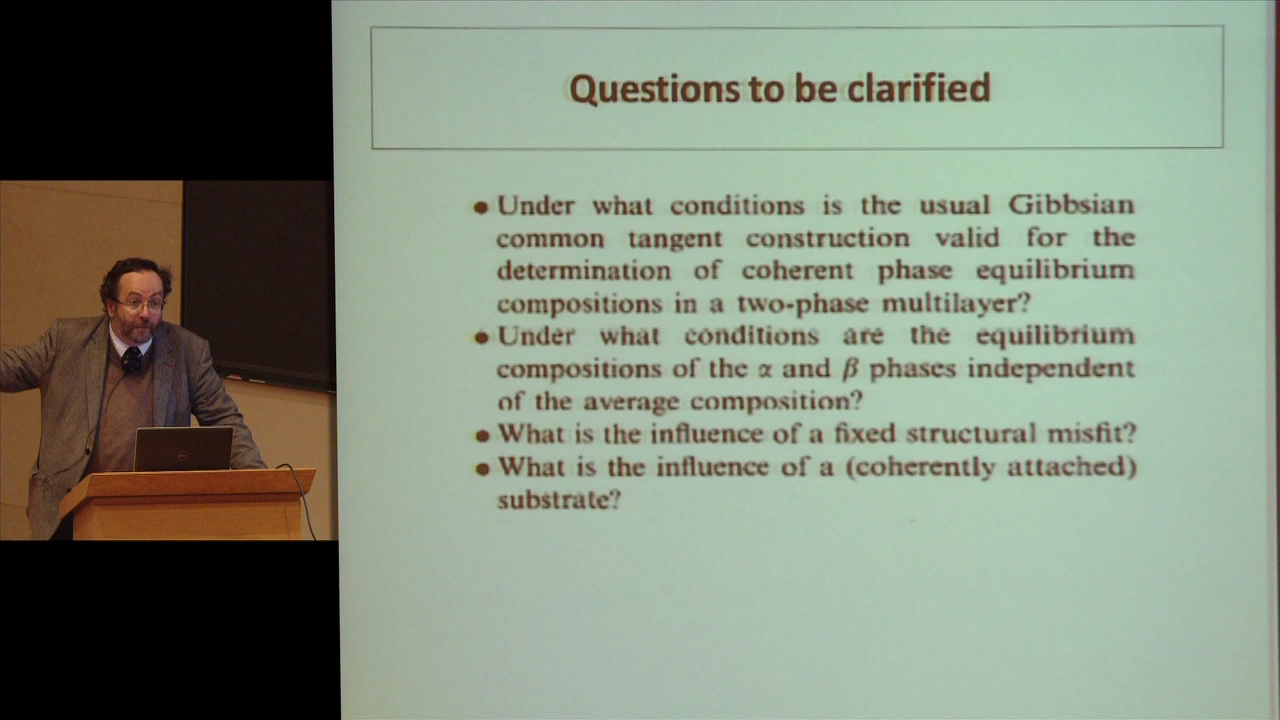 Questions to be clarified
• Under what conditions is the usual Gibbsian
common tangent construction valid for the
determination of coherent phase equilibrium
compositions in a two-phase multilayer?
• Under what conditions are the equilibrium
compositions of the α and β phases independent
of the average composition?
• What is the influence of a fixed structural misfit?
• What is the influence of a (coherently attached)
substrate?